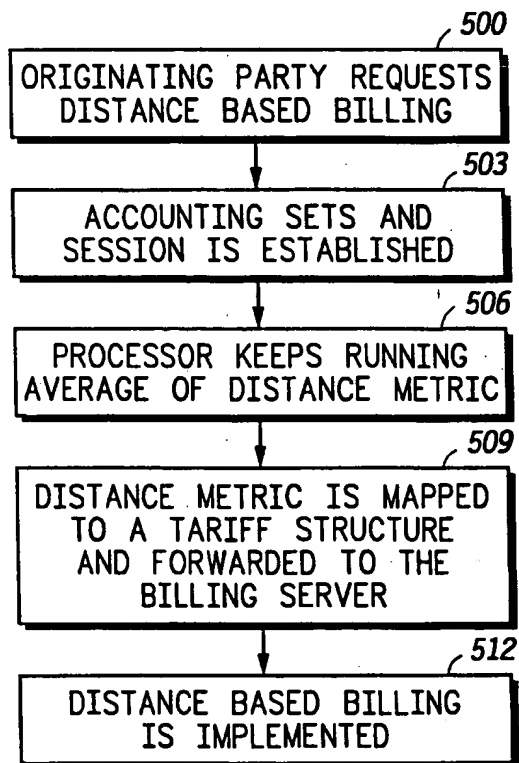 500
ORIGINATING PARTY REQUESTS
DISTANCE BASED BILLING
503
ACCOUNTING SETS AND
SESSION IS ESTABLISHED
506
PROCESSOR KEEPS RUNNING
AVERAGE OF DISTANCE METRIC
509
DISTANCE METRIC IS MAPPED
TO A TARIFF STRUCTURE
AND FORWARDED TO THE
BILLING SERVER
512
DISTANCE BASED BILLING
IS IMPLEMENTED